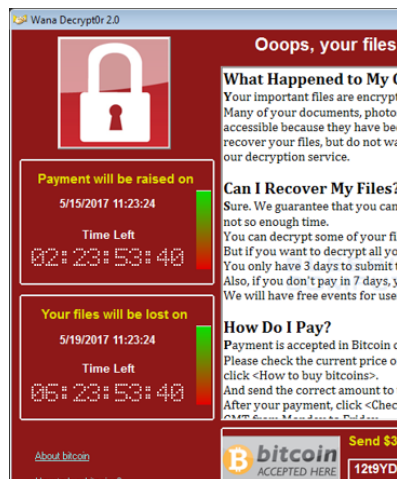 Wana Decrypt0r 2.0
Ooops, your files
Payment will be raised on
5/15/2017 11:23:24
Time Left
02:23:53:40
Your files will be lost on
5/19/2017 11:23:24
Time Left
06:23:53:40
About bitcoin
What Happened to My C
Your important files are encrypt
Many of your documents, photo
accessible because they have bee
recover your files, but do not wa
our decryption service.
Can I Recover My Files?
Sure. We guarantee that you can
not so enough time.
You can decrypt some of your fi
But if you want to decrypt all yo
You only have 3 days to submit t
Also, if you don't pay in 7 days, y
We will have free events for use
How Do I Pay?
Payment is accepted in Bitcoin
Please check the current price o
click <How to buy bitcoins>.
And send the correct amount to
After your payment, click <Chec
GMT from Monday to Friday
bitcoin
ACCEPTED HERE
Send $3
12t9YD